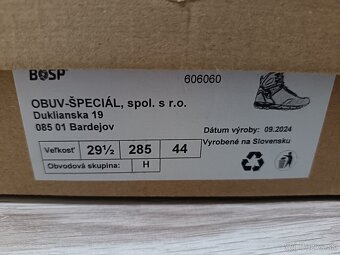 BOSP
606060
OBUV-ŠPECIÁL, spol. s r.o.
Duklianska 19
085 01 Bardejov
Dátum výroby: 09.2024
Vyrobené na Slovensku
Veľkosť 29½ 285 44
Obvodová skupina: H